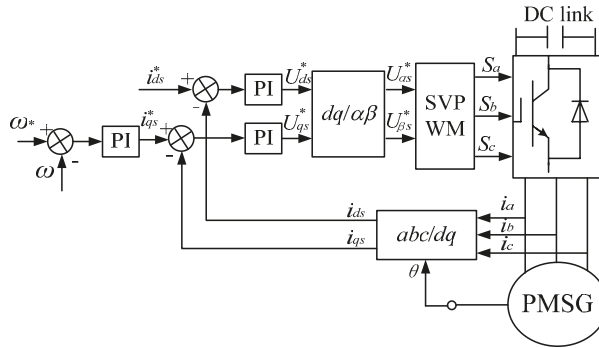 DC link
i*ds
+
-
PI
U*ds
dq/αβ
U*αs
SVP
WM
Sa
Sb
Sc
ω*
+
-
ω
PI
i*qs
+
-
PI
U*qs
U*βs
ids
iqs
abc/dq
θ
ia
ib
ic
PMSG